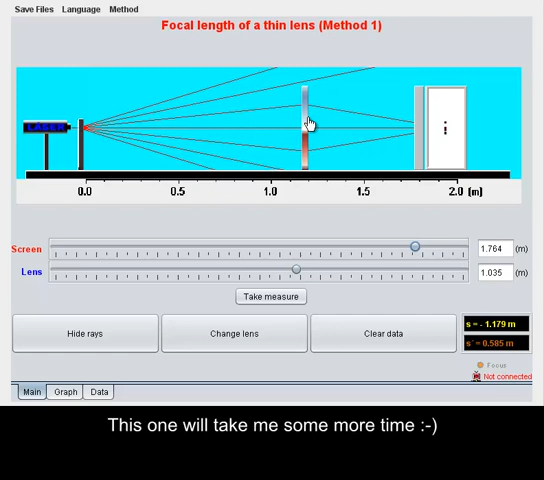 Save Files Language Method
Focal length of a thin lens (Method 1)
LASER
0.0 0.5 1.0 1.5 2.0 (m)
Screen 1.764 (m)
Lens 1.035 (m)
Take measure
Hide rays Change lens Clear data
s = - 1.179 m
s´= 0.585 m
Focus
Not connected
Main Graph Data
This one will take me some more time :-)